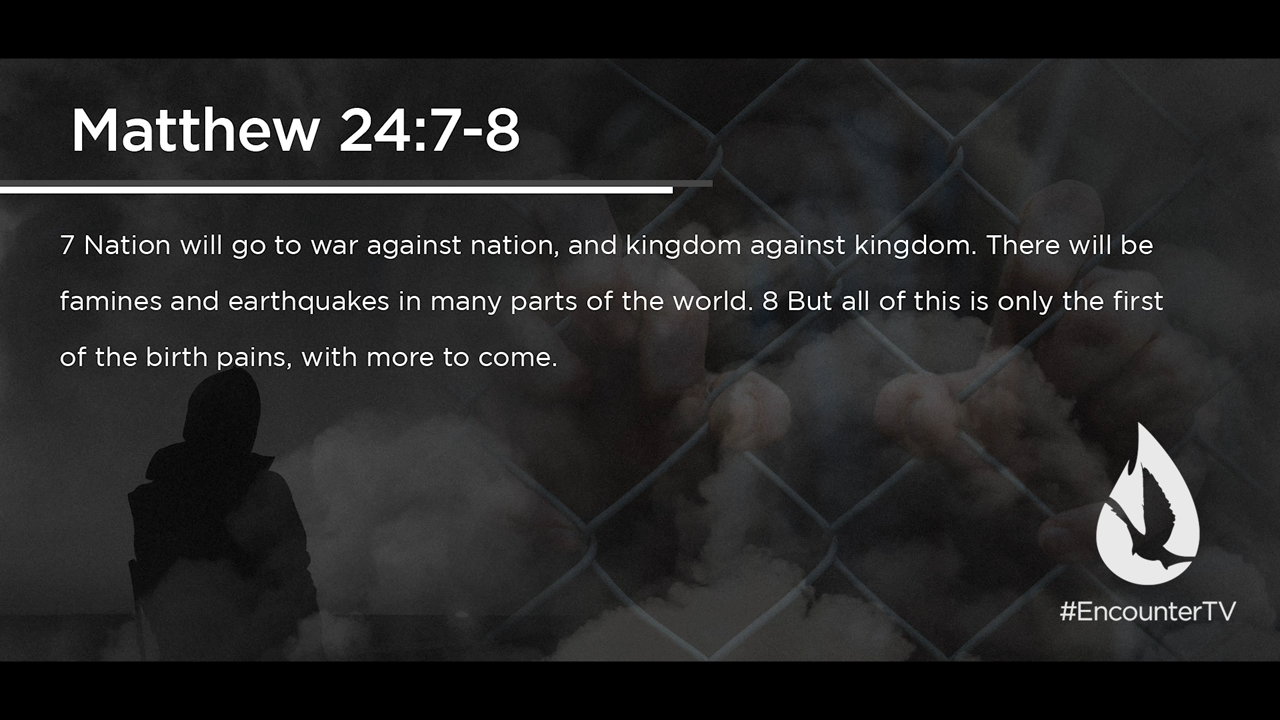 Matthew 24:7-8
7 Nation will go to war against nation, and kingdom against kingdom. There will be
famines and earthquakes in many parts of the world. 8 But all of this is only the first
of the birth pains, with more to come.
#EncounterTV